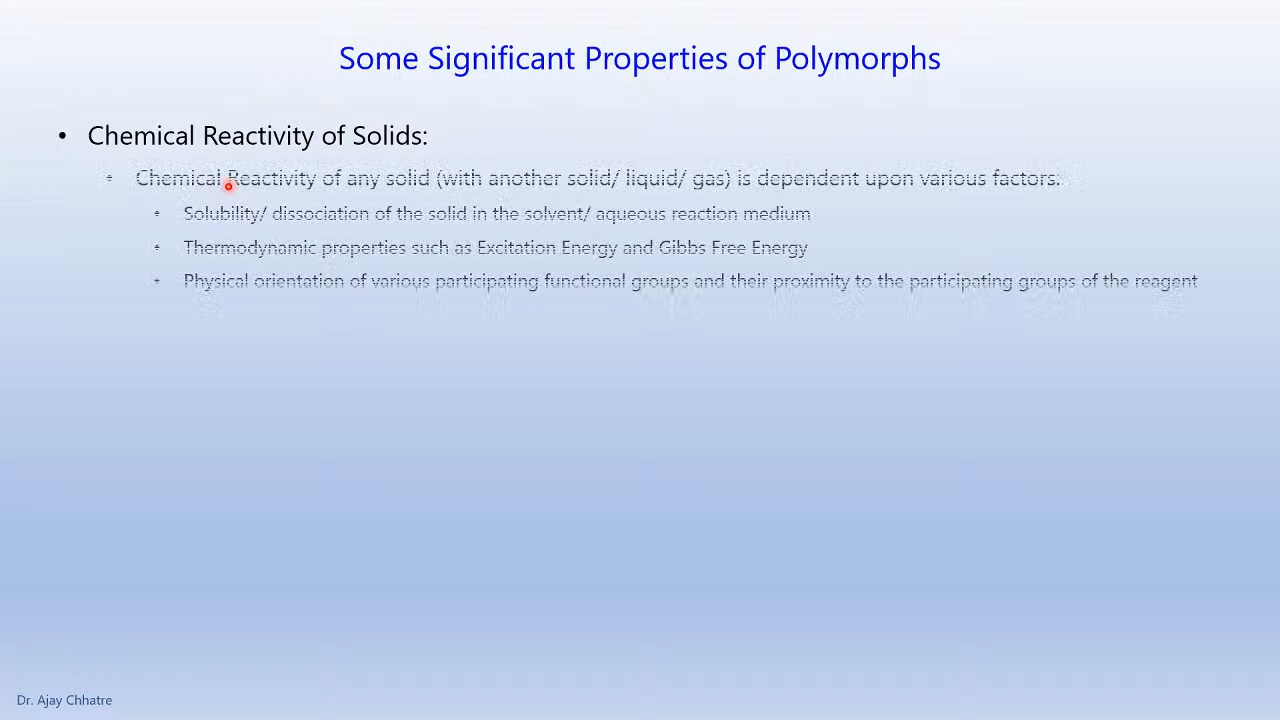 Some Significant Properties of Polymorphs
• Chemical Reactivity of Solids:
• Chemical Reactivity of any solid (with another solid/ liquid/ gas) is dependent upon various factors:
• Solubility/ dissociation of the solid in the solvent/ aqueous reaction medium
• Thermodynamic properties such as Excitation Energy and Gibbs Free Energy
• Physical orientation of various participating functional groups and their proximity to the participating groups of the reagent
Dr. Ajay Chhatre